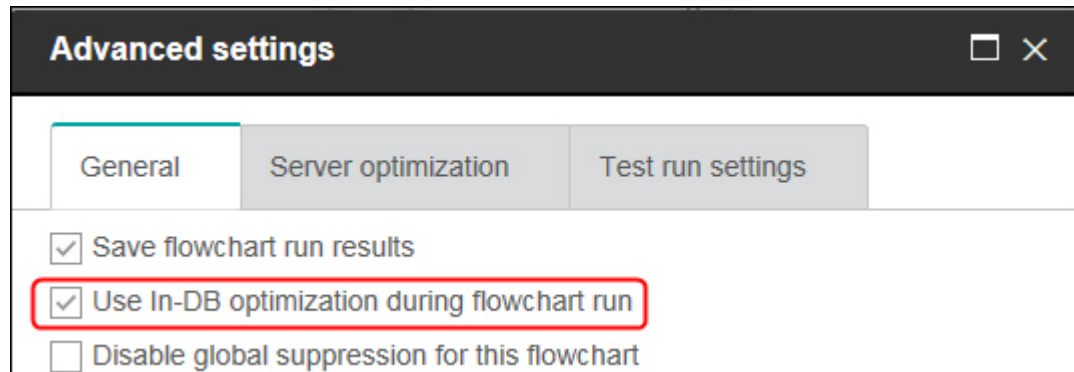 Advanced settings
General Server optimization Test run settings
Save flowchart run results
Use In-DB optimization during flowchart run
Disable global suppression for this flowchart